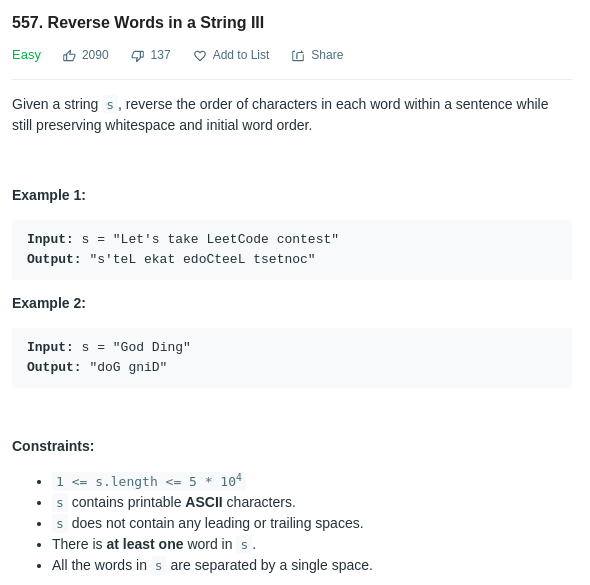 557. Reverse Words in a String III
Easy 2090 137 Add to List Share
Given a string s, reverse the order of characters in each word within a sentence while
still preserving whitespace and initial word order.
Example 1:
Input: s = "Let's take LeetCode contest"
Output: "s'teL ekat edoCteeL tsetnoc"
Example 2:
Input: s = "God Ding"
Output: "doG gniD"
Constraints:
• 1 <= s.length <= 5 * 10⁴
• s contains printable ASCII characters.
• s does not contain any leading or trailing spaces.
• There is at least one word in s.
• All the words in s are separated by a single space.